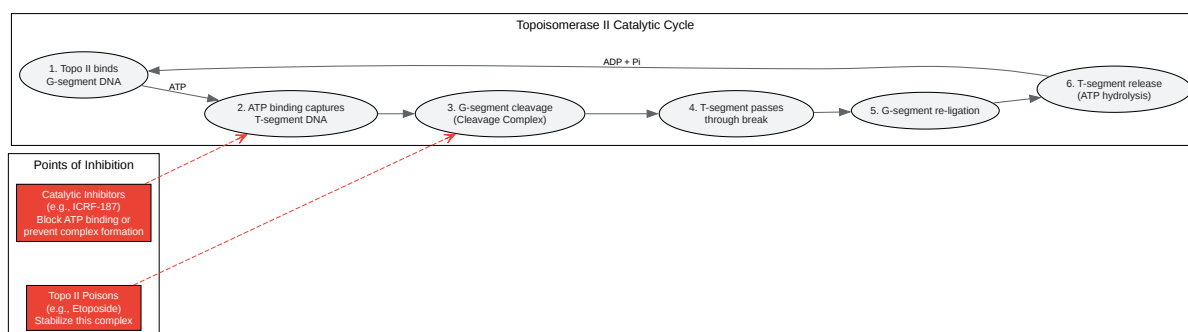 Topoisomerase II Catalytic Cycle
1. Topo II binds
G-segment DNA
ATP
2. ATP binding captures
T-segment DNA
3. G-segment cleavage
(Cleavage Complex)
4. T-segment passes
through break
5. G-segment re-ligation
6. T-segment release
(ATP hydrolysis)
ADP + Pi
Points of Inhibition
Catalytic Inhibitors
(e.g., ICRF-187)
Block ATP binding or
prevent complex formation
Topo II Poisons
(e.g., Etoposide)
Stabilize this complex